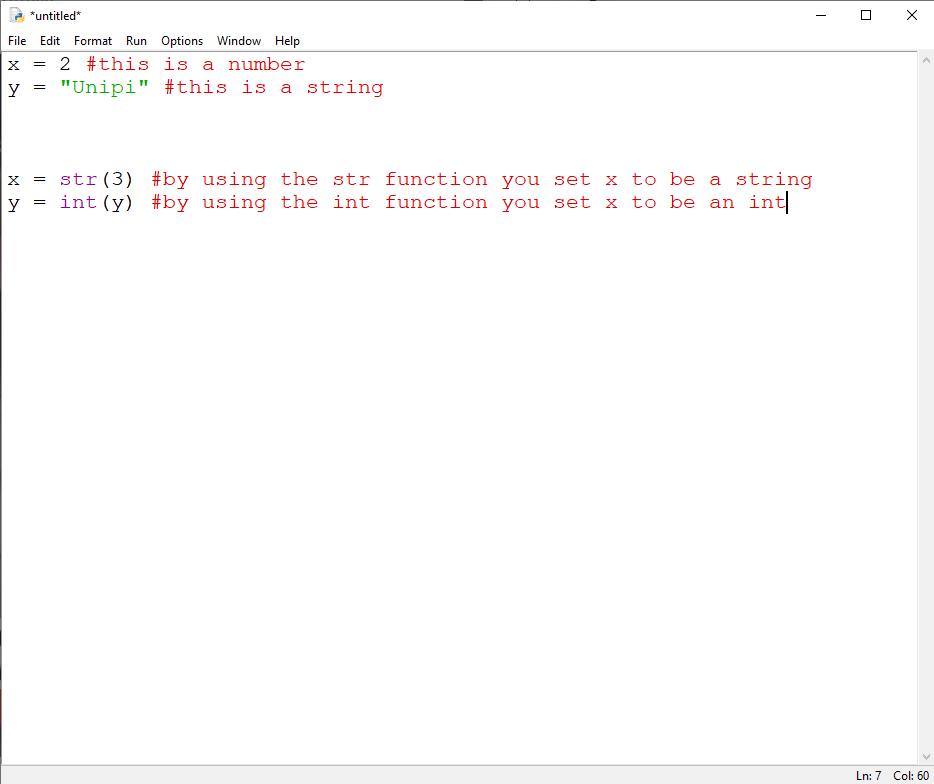 *untitled*
File Edit Format Run Options Window Help
x = 2 #this is a number
y = "Unipi" #this is a string
x = str(3) #by using the str function you set x to be a string
y = int(y) #by using the int function you set x to be an int
Ln: 7 Col: 60